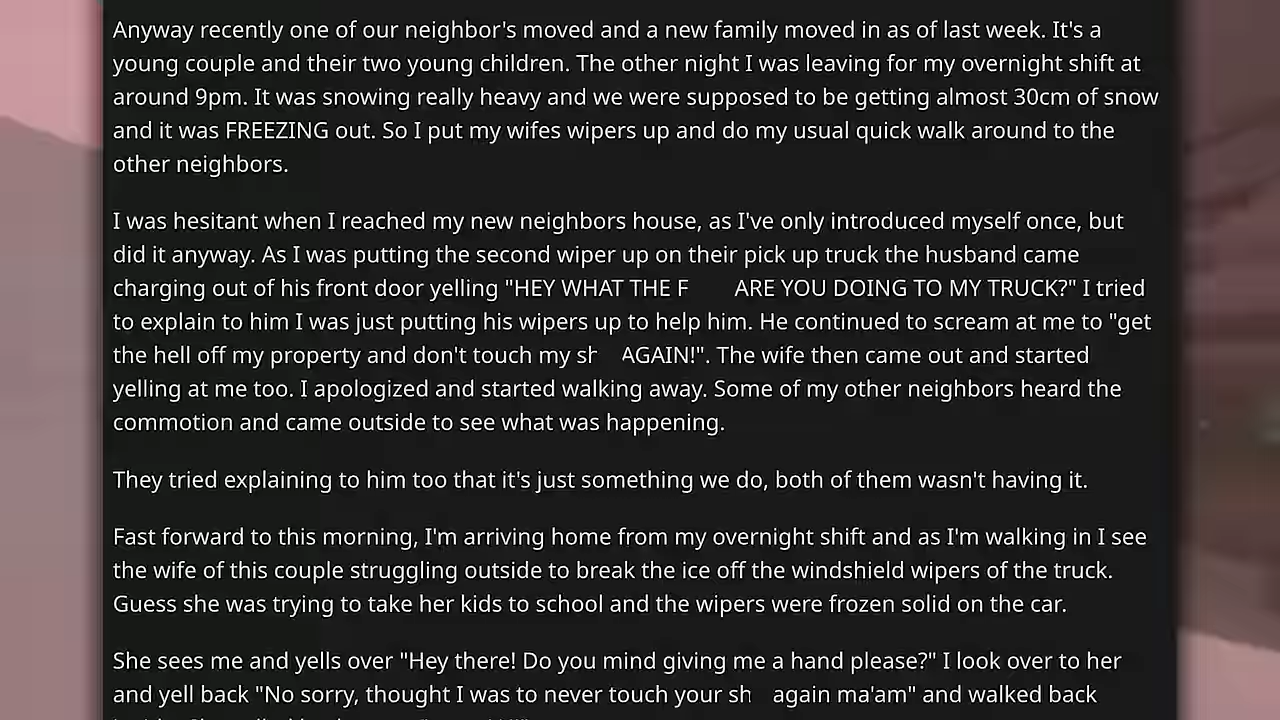 Anyway recently one of our neighbor's moved and a new family moved in as of last week. It's a
young couple and their two young children. The other night I was leaving for my overnight shift at
around 9pm. It was snowing really heavy and we were supposed to be getting almost 30cm of snow
and it was FREEZING out. So I put my wifes wipers up and do my usual quick walk around to the
other neighbors.
I was hesitant when I reached my new neighbors house, as I've only introduced myself once, but
did it anyway. As I was putting the second wiper up on their pick up truck the husband came
charging out of his front door yelling "HEY WHAT THE F ARE YOU DOING TO MY TRUCK?" I tried
to explain to him I was just putting his wipers up to help him. He continued to scream at me to "get
the hell off my property and don't touch my sh AGAIN!". The wife then came out and started
yelling at me too. I apologized and started walking away. Some of my other neighbors heard the
commotion and came outside to see what was happening.
They tried explaining to him too that it's just something we do, both of them wasn't having it.
Fast forward to this morning, I'm arriving home from my overnight shift and as I'm walking in I see
the wife of this couple struggling outside to break the ice off the windshield wipers of the truck.
Guess she was trying to take her kids to school and the wipers were frozen solid on the car.
She sees me and yells over "Hey there! Do you mind giving me a hand please?" I look over to her
and yell back "No sorry, thought I was to never touch your sh again ma'am" and walked back